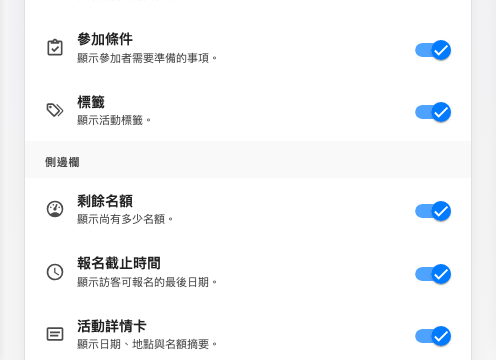 參加條件
顯示參加者需要準備的事項。
標籤
顯示活動標籤。
側邊欄
剩餘名額
顯示尚有多少名額。
報名截止時間
顯示訪客可報名的最後日期。
活動詳情卡
顯示日期、地點與名額摘要。